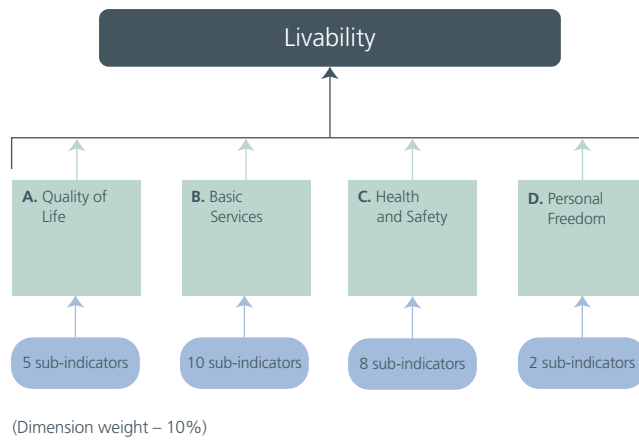 Livability
A. Quality of
Life
B. Basic
Services
C. Health
and Safety
D. Personal
Freedom
5 sub-indicators
10 sub-indicators
8 sub-indicators
2 sub-indicators
(Dimension weight – 10%)